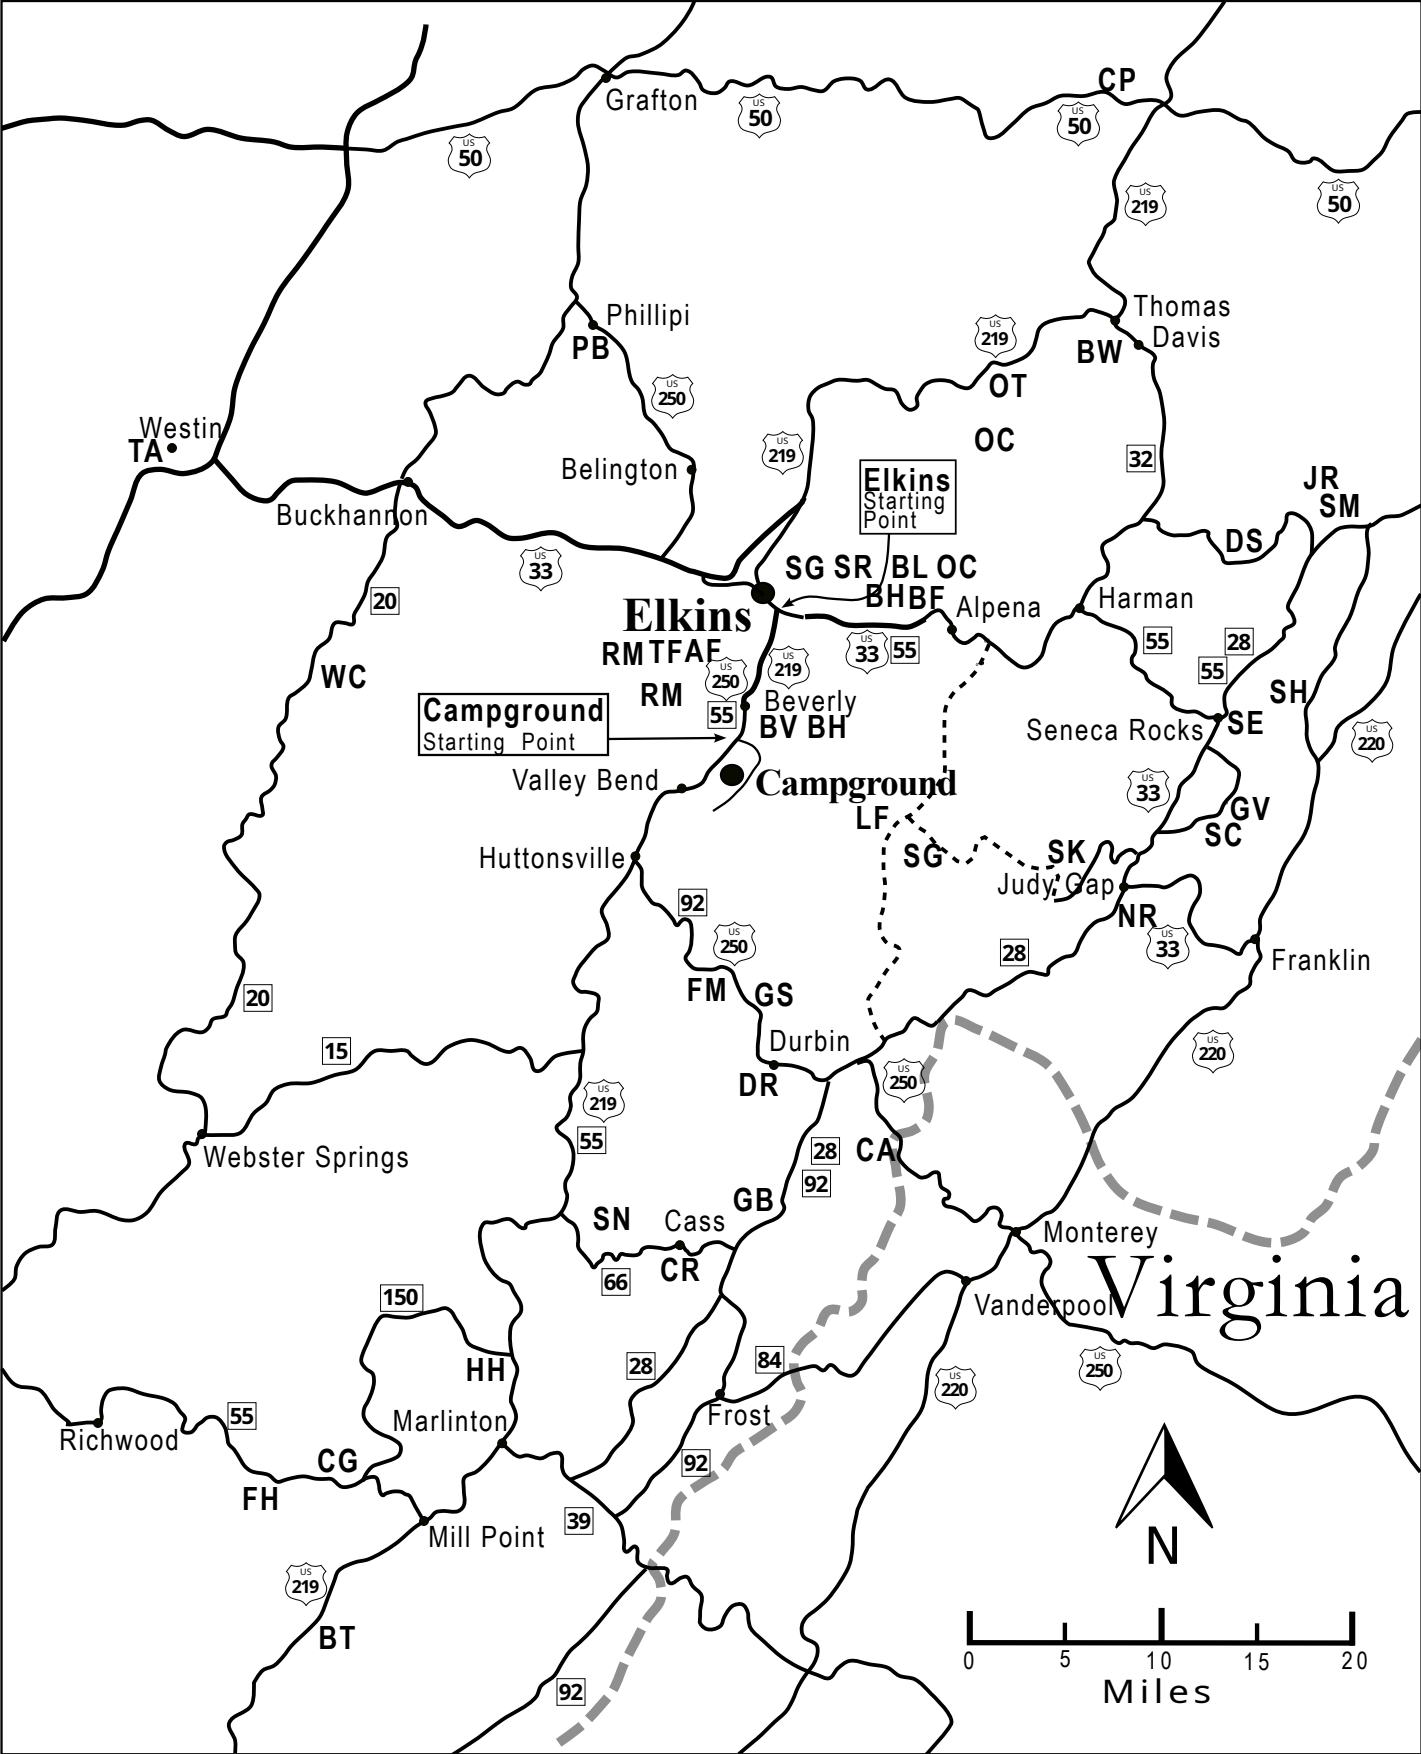 CP
Grafton
US
50
US
50
US
50
US
50
US
219
Thomas
Davis
Phillipi
PB
US
219
BW
OT
US
250
Westin
TA
OC
US
219
32
Belington
Elkins
Starting
Point
JR
SM
Buckhannon
DS
US
33
SG SR BL OC
BH BF
Alpena
Harman
20
Elkins
RM TF AF
US
33
55
55
28
55
WC
US
250
US
219
RM
SH
Campground
Starting Point
55
Beverly
BV BH
Seneca Rocks
SE
US
220
Valley Bend
Campground
US
33
LF
GV
SC
Huttonsville
SG
SK
Judy Gap
92
NR
US
250
US
33
28
Franklin
FM
GS
20
15
Durbin
US
220
DR
US
250
US
219
55
28
CA
92
Webster Springs
GB
SN
Cass
Monterey
66
CR
Virginia
150
Vanderpool
HH
28
84
US
250
US
220
Marlinton
Frost
55
Richwood
CG
92
FH
39
Mill Point
N
US
219
BT
0 5 10 15 20
Miles
92